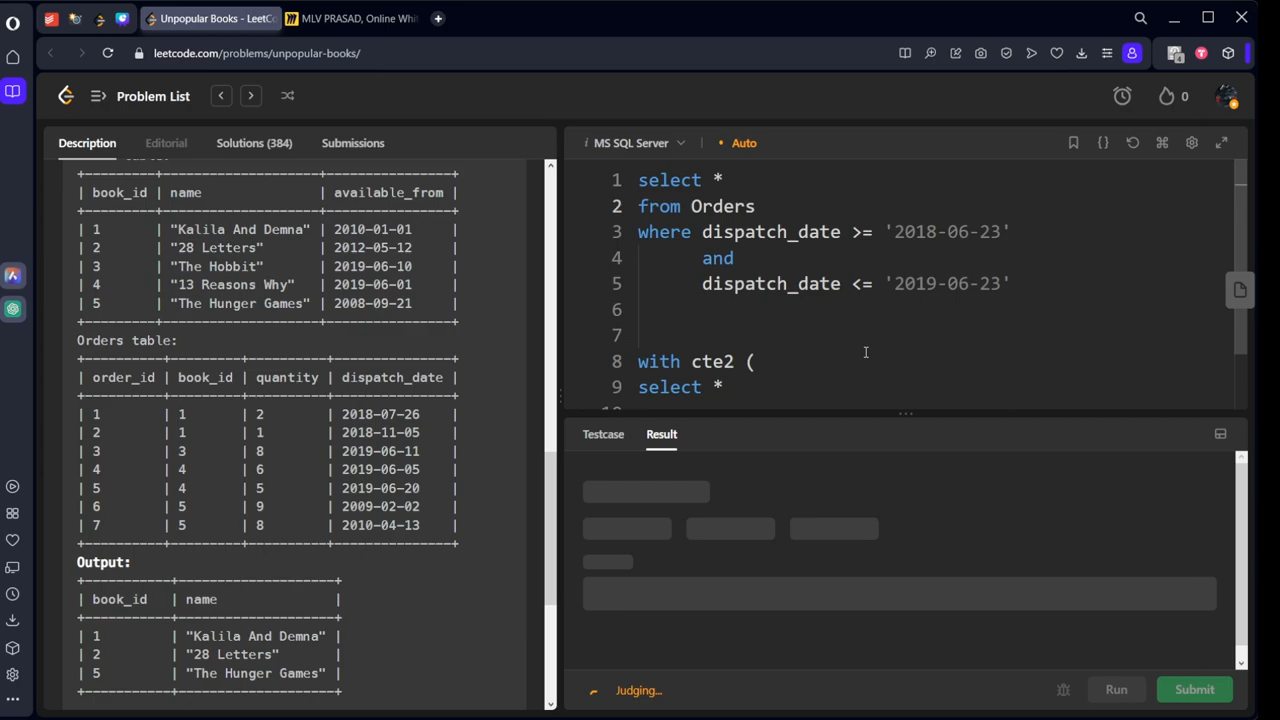 Unpopular Books - LeetC
MLV PRASAD, Online Whi
leetcode.com/problems/unpopular-books/
4
Problem List
0
Description
Editorial
Solutions (384)
Submissions
| book_id | name | available_from |
| 1 | "Kalila And Demna" | 2010-01-01 |
| 2 | "28 Letters" | 2012-05-12 |
| 3 | "The Hobbit" | 2019-06-10 |
| 4 | "13 Reasons Why" | 2019-06-01 |
| 5 | "The Hunger Games" | 2008-09-21 |
Orders table:
| order_id | book_id | quantity | dispatch_date |
| 1 | 1 | 2 | 2018-07-26 |
| 2 | 1 | 1 | 2018-11-05 |
| 3 | 3 | 8 | 2019-06-11 |
| 4 | 4 | 6 | 2019-06-05 |
| 5 | 4 | 5 | 2019-06-20 |
| 6 | 5 | 9 | 2009-02-02 |
| 7 | 5 | 8 | 2010-04-13 |
Output:
| book_id | name |
| 1 | "Kalila And Demna" |
| 2 | "28 Letters" |
| 5 | "The Hunger Games" |
i MS SQL Server
• Auto
1 select *
2 from Orders
3 where dispatch_date >= '2018-06-23'
4 and
5 dispatch_date <= '2019-06-23'
6
7
8 with cte2 (
9 select *
Testcase
Result
Judging...
Run
Submit